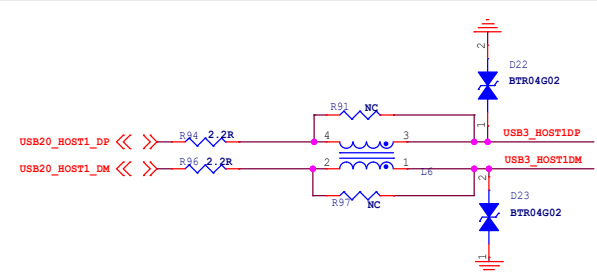 2
D22
BTR04G02
1
R91 NC
USB20_HOST1_DP R94 2.2R 4 3 USB3_HOST1DP
USB20_HOST1_DM R96 2.2R 2 1 USB3_HOST1DM
L6
2
R97 NC
D23
BTR04G02
1